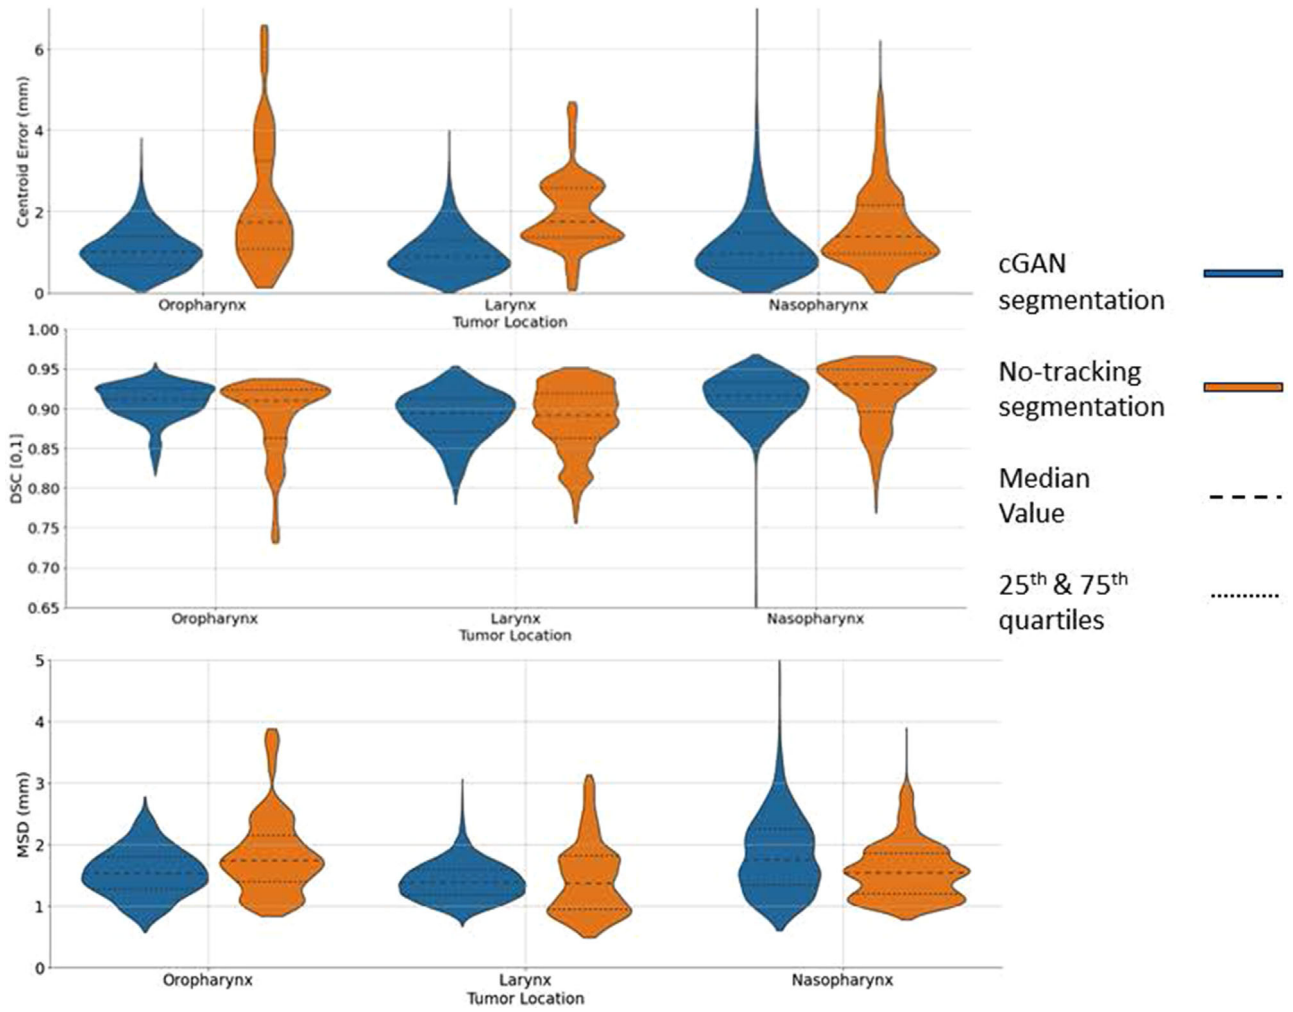 Centroid Error (mm)
6
4
2
0
Oropharynx
Larynx
Nasopharynx
Tumor Location
DSC [0,1]
1.00
0.95
0.90
0.85
0.80
0.75
0.70
0.65
Oropharynx
Larynx
Nasopharynx
Tumor Location
MSD (mm)
5
4
3
2
1
0
Oropharynx
Larynx
Nasopharynx
Tumor Location
cGAN
segmentation
No-tracking
segmentation
Median
Value
25th & 75th
quartiles